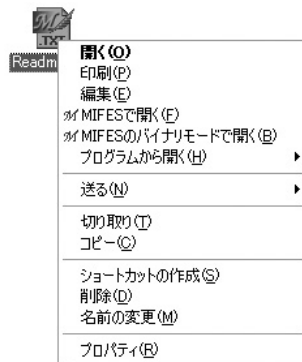 .TXT
Readm
開く(O)
印刷(P)
編集(E)
MIFESで開く(F)
MIFESのバイナリモードで開く(B)
プログラムから開く(H)
送る(N)
切り取り(T)
コピー(C)
ショートカットの作成(S)
削除(D)
名前の変更(M)
プロパティ(R)